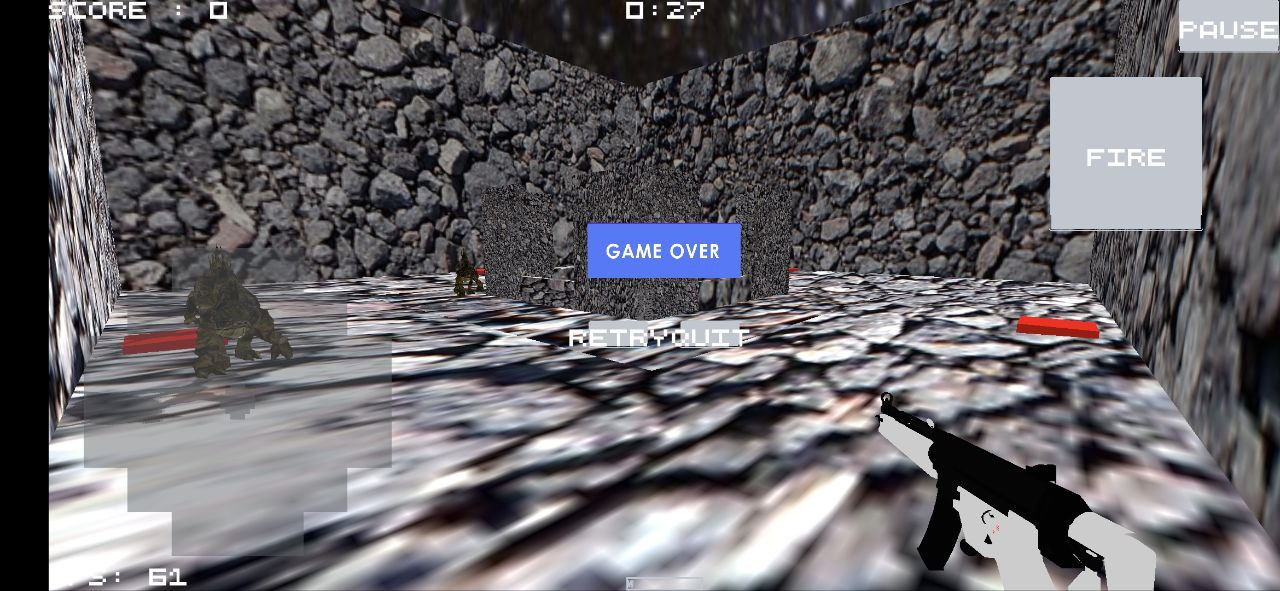 SCORE : 0
0:27
PAUSE
FIRE
GAME OVER
RETRYQUIT
S: 61